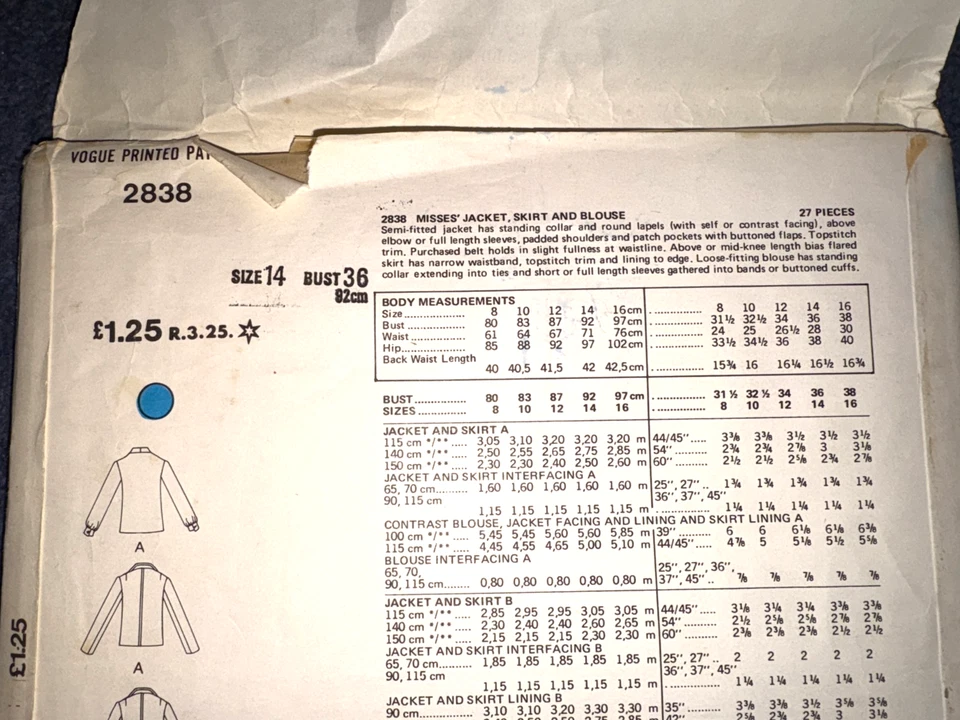 VOGUE PRINTED PAT
2838
SIZE 14 BUST 36
92cm
£1.25 R.3.25.
A
A
£1.25
2838 MISSES' JACKET, SKIRT AND BLOUSE 27 PIECES
Semi-fitted jacket has standing collar and round lapels (with self or contrast facing), above
elbow or full length sleeves, padded shoulders and patch pockets with buttoned flaps. Topstitch
trim. Purchased belt holds in slight fullness at waistline. Above or mid-knee length bias flared
skirt has narrow waistband, topstitch trim and lining to edge. Loose-fitting blouse has standing
collar extending into ties and short or full length sleeves gathered into bands or buttoned cuffs.
BODY MEASUREMENTS
Size 8 10 12 14 16cm 8 10 12 14 16
Bust 80 83 87 92 97cm 31½ 32½ 34 36 38
Waist 61 64 67 71 76cm 24 25 26½ 28 30
Hip 85 88 92 97 102cm 33½ 34½ 36 38 40
Back Waist Length
40 40,5 41,5 42 42,5cm 15¾ 16 16¼ 16½ 16¾
BUST 80 83 87 92 97cm 31½ 32½ 34 36 38
SIZES 8 10 12 14 16 8 10 12 14 16
JACKET AND SKIRT A
115 cm */** 3,05 3,10 3,20 3,20 3,20 m 44/45" 3⅜ 3⅜ 3½ 3½ 3½
140 cm */** 2,50 2,55 2,65 2,75 2,85 m 54" 2¾ 2¾ 2⅞ 3 3⅛
150 cm */** 2,30 2,30 2,40 2,50 2,60 m 60" 2½ 2½ 2⅝ 2¾ 2⅞
JACKET AND SKIRT INTERFACING A
65, 70 cm 1,60 1,60 1,60 1,60 1,60 m 25", 27" 1¾ 1¾ 1¾ 1¾ 1¾
90, 115 cm 36", 37", 45"
1,15 1,15 1,15 1,15 1,15 m 1¼ 1¼ 1¼ 1¼ 1¼
CONTRAST BLOUSE, JACKET FACING AND LINING AND SKIRT LINING A
100 cm */** 5,45 5,45 5,60 5,60 5,85 m 39" 6 6 6⅛ 6⅛ 6⅜
115 cm */** 4,45 4,55 4,65 5,00 5,10 m 44/45" 4⅞ 5 5⅛ 5½ 5⅝
BLOUSE INTERFACING A
65, 70, 25", 27", 36",
90, 115 cm 0,80 0,80 0,80 0,80 0,80 m 37", 45" ⅞ ⅞ ⅞ ⅞ ⅞
JACKET AND SKIRT B
115 cm */** 2,85 2,95 2,95 3,05 3,05 m 44/45" 3⅛ 3¼ 3¼ 3⅜ 3⅜
140 cm */** 2,30 2,40 2,40 2,60 2,65 m 54" 2½ 2⅝ 2⅝ 2⅞ 2⅞
150 cm */** 2,15 2,15 2,15 2,30 2,30 m 60" 2⅜ 2⅜ 2⅜ 2½ 2½
JACKET AND SKIRT INTERFACING B
65, 70 cm 1,85 1,85 1,85 1,85 1,85 m 25", 27" 2 2 2 2 2
90, 115 cm 36", 37", 45"
1,15 1,15 1,15 1,15 1,15 m 1¼ 1¼ 1¼ 1¼ 1¼
JACKET AND SKIRT LINING B
90 cm 3,10 3,10 3,20 3,30 3,30 m 35" 3⅜ 3⅜ 3½ 3⅝ 3⅝